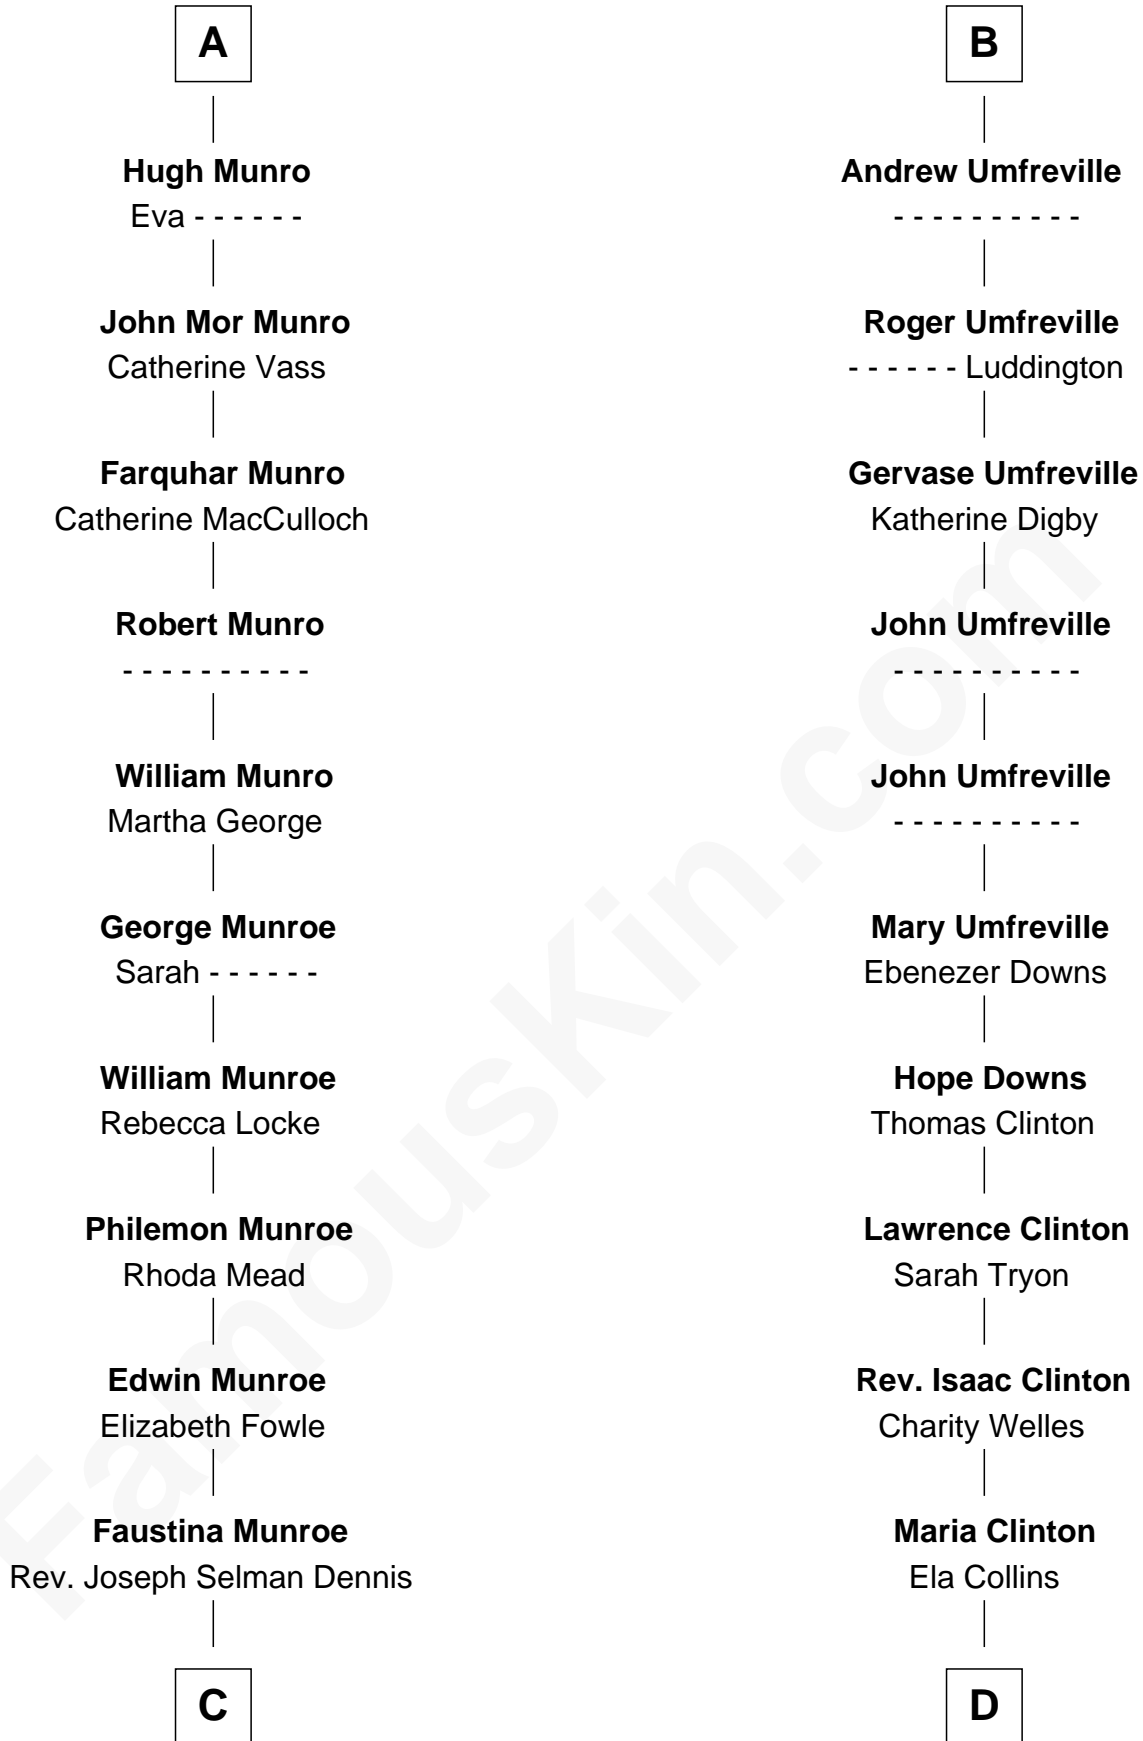 A
Hugh Munro
Eva - - - - - -
John Mor Munro
Catherine Vass
Farquhar Munro
Catherine MacCulloch
Robert Munro
- - - - - - - - - -
William Munro
Martha George
George Munroe
Sarah - - - - - -
William Munroe
Rebecca Locke
Philemon Munroe
Rhoda Mead
Edwin Munroe
Elizabeth Fowle
Faustina Munroe
Rev. Joseph Selman Dennis
C
B
Andrew Umfreville
- - - - - - - - - -
Roger Umfreville
- - - - - - Luddington
Gervase Umfreville
Katherine Digby
John Umfreville
- - - - - - - - - -
John Umfreville
- - - - - - - - - -
Mary Umfreville
Ebenezer Downs
Hope Downs
Thomas Clinton
Lawrence Clinton
Sarah Tryon
Rev. Isaac Clinton
Charity Welles
Maria Clinton
Ela Collins
D
FamousKin.com